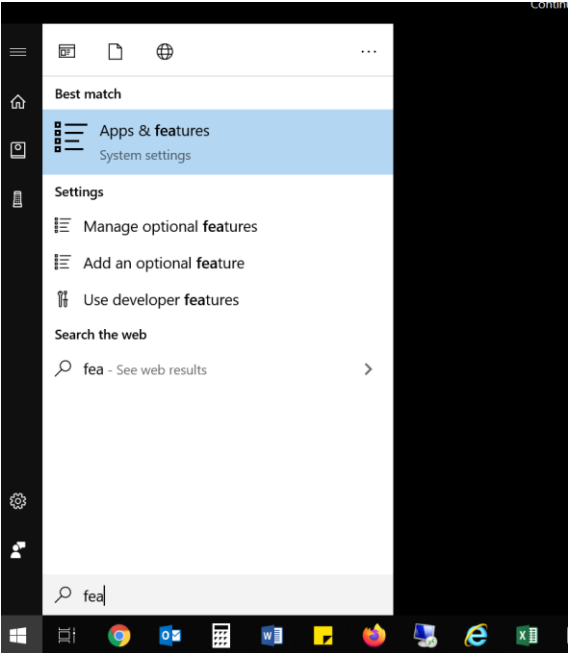 Best match
Apps & features
System settings
Settings
Manage optional features
Add an optional feature
Use developer features
Search the web
fea - See web results
fea